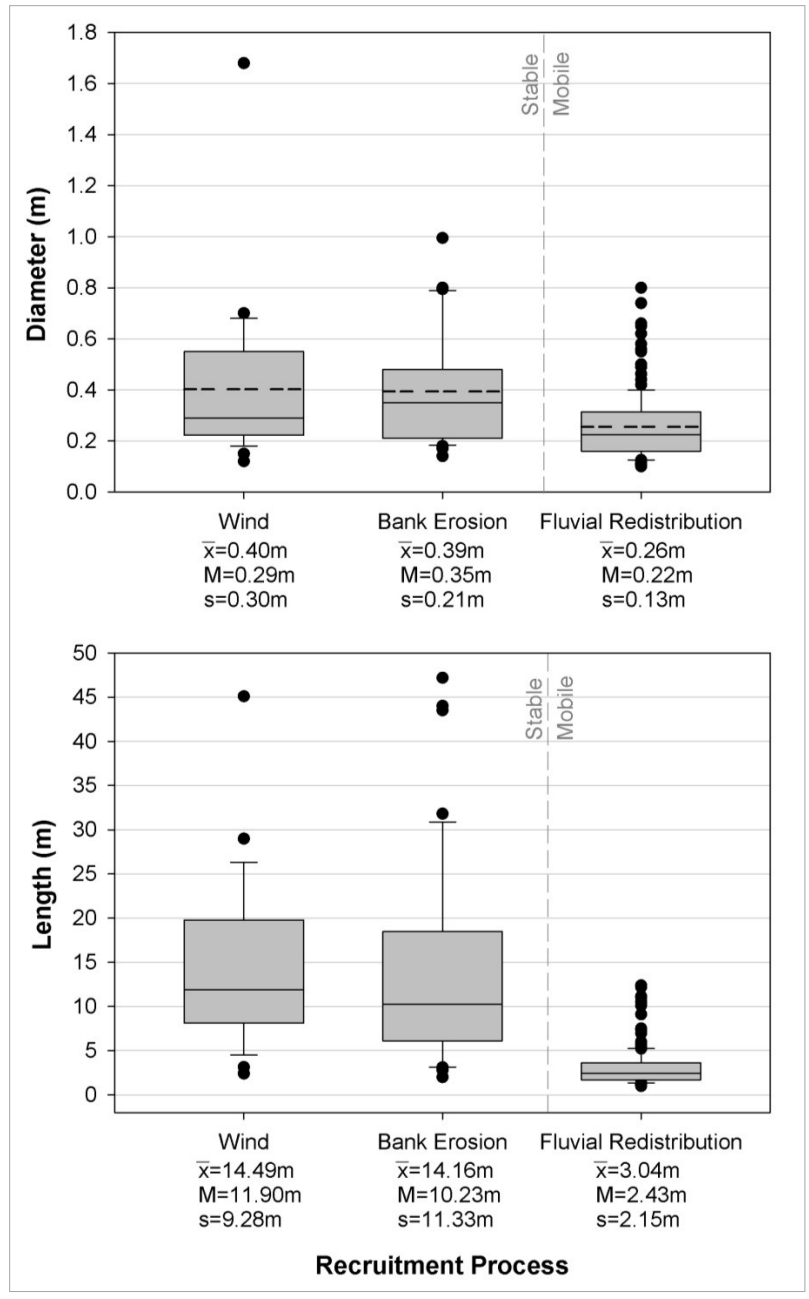 1.8
1.6
1.4
1.2
1.0
0.8
0.6
0.4
0.2
0.0
Diameter (m)
Stable
Mobile
Wind Bank Erosion Fluvial Redistribution
x̅=0.40m x̅=0.39m x̅=0.26m
M=0.29m M=0.35m M=0.22m
s=0.30m s=0.21m s=0.13m
50
45
40
35
30
25
20
15
10
5
0
Length (m)
Stable
Mobile
Wind Bank Erosion Fluvial Redistribution
x̅=14.49m x̅=14.16m x̅=3.04m
M=11.90m M=10.23m M=2.43m
s=9.28m s=11.33m s=2.15m
Recruitment Process